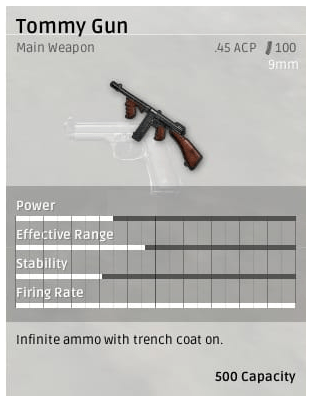 Tommy Gun
Main Weapon .45 ACP 100
9mm
Power
Effective Range
Stability
Firing Rate
Infinite ammo with trench coat on.
500 Capacity